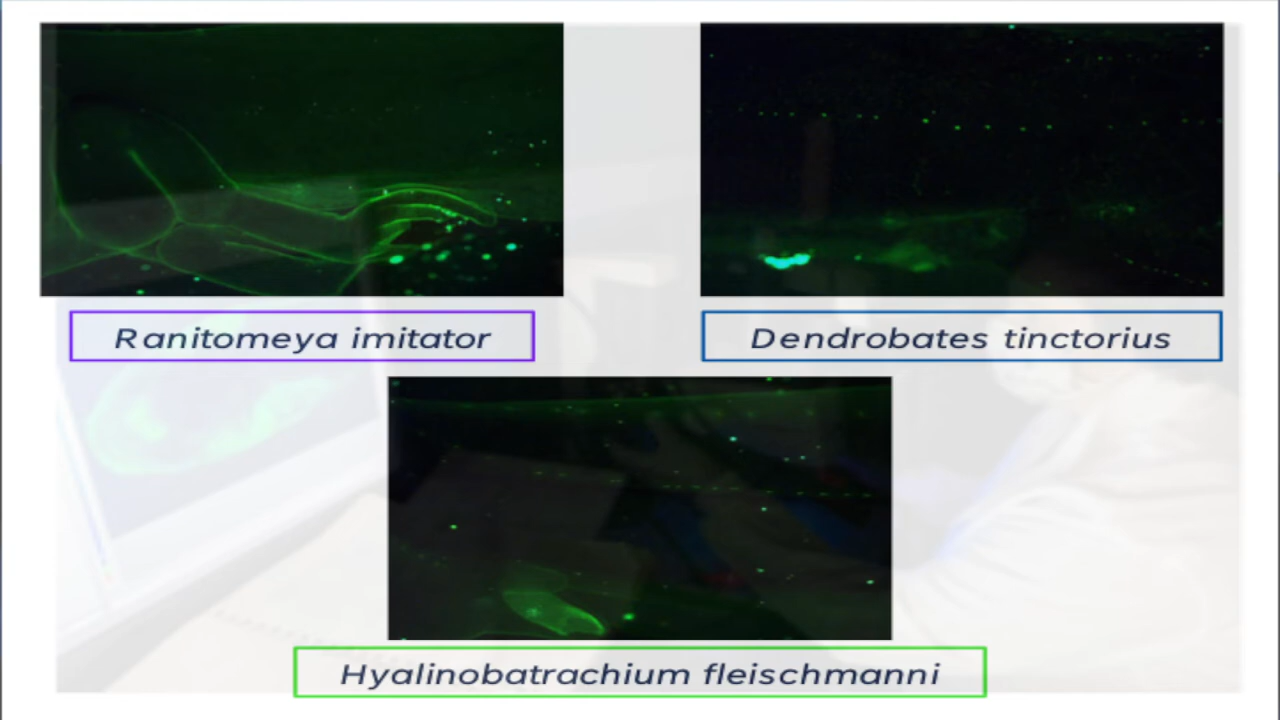 Ranitomeya imitator
Dendrobates tinctorius
Hyalinobatrachium fleischmanni